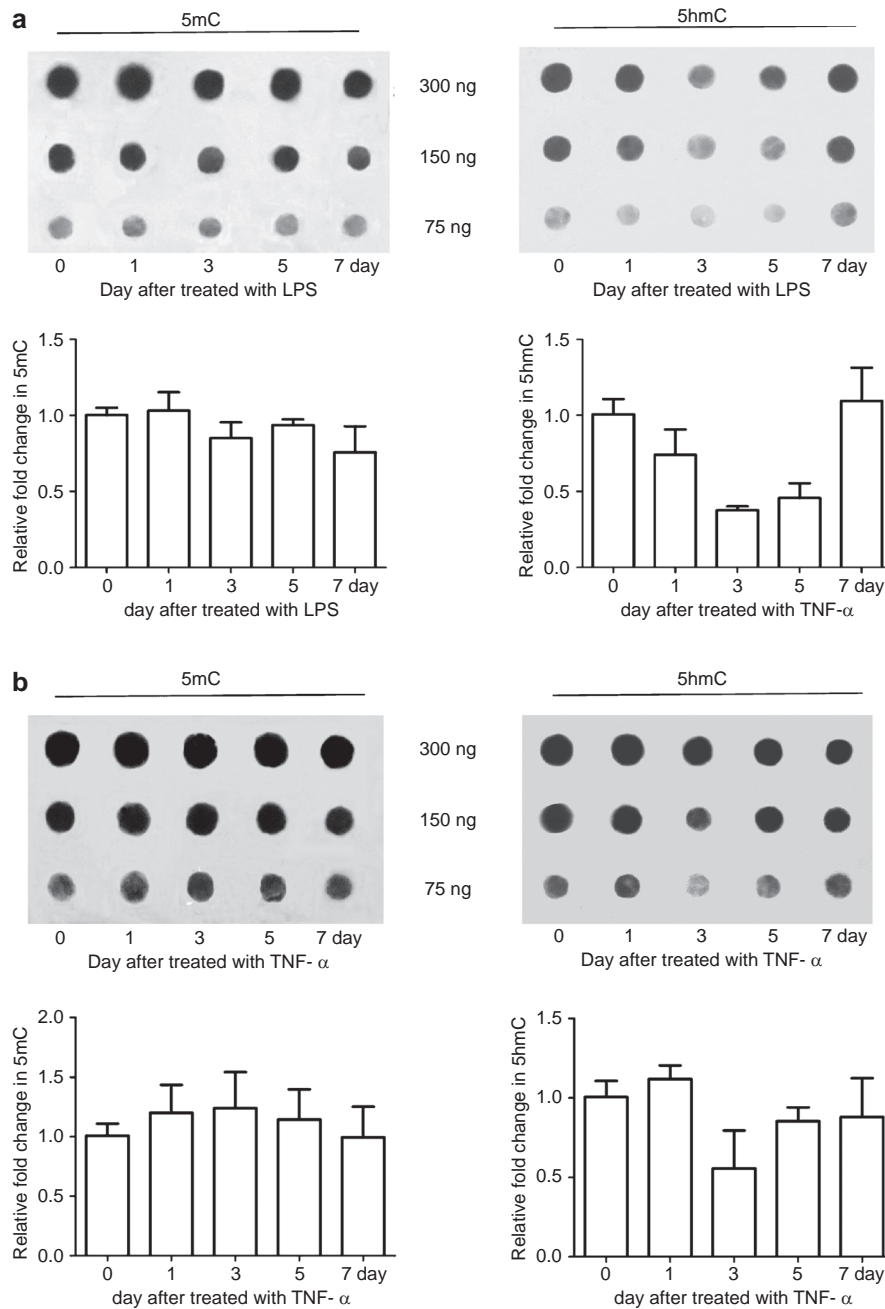 a
5mC
5hmC
300 ng
150 ng
75 ng
0 1 3 5 7 day
Day after treated with LPS
0 1 3 5 7 day
Day after treated with LPS
Relative fold change in 5mC
1.5
1.0
0.5
0.0
0 1 3 5 7 day
day after treated with LPS
Relative fold change in 5hmC
1.5
1.0
0.5
0.0
0 1 3 5 7 day
day after treated with TNF-α
b
5mC
5hmC
300 ng
150 ng
75 ng
0 1 3 5 7 day
Day after treated with TNF- α
0 1 3 5 7 day
Day after treated with TNF- α
Relative fold change in 5mC
2.0
1.5
1.0
0.5
0.0
0 1 3 5 7 day
day after treated with TNF- α
Relative fold change in 5hmC
1.5
1.0
0.5
0.0
0 1 3 5 7 day
day after treated with TNF- α